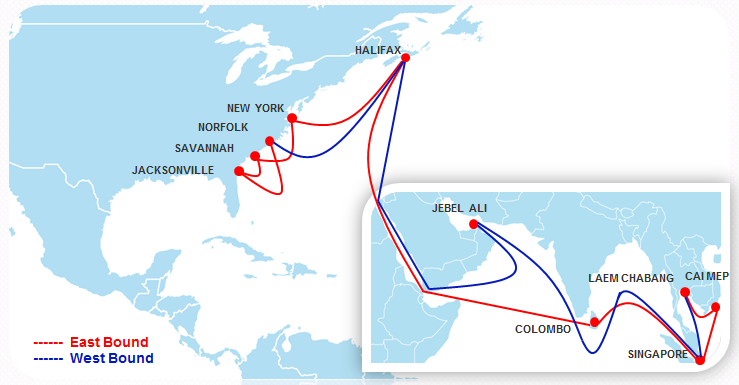 HALIFAX
NEW YORK
NORFOLK
SAVANNAH
JACKSONVILLE
JEBEL ALI
LAEM CHABANG
CAI MEP
COLOMBO
SINGAPORE
------ East Bound
------ West Bound